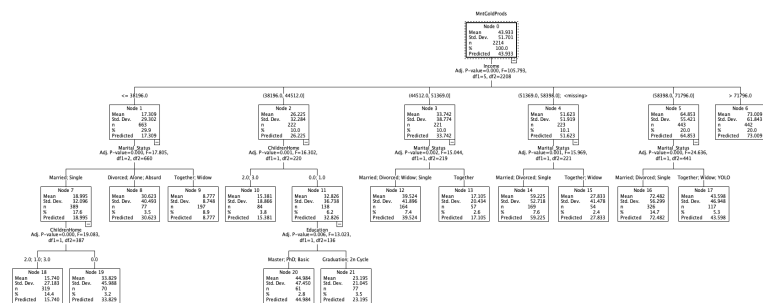 MntGoldProds
Node 0
Mean 43.933
Std. Dev. 51.701
n 2214
% 100.0
Predicted 43.933
Income
Adj. P-value=0.000, F=105.793,
df1=5, df2=2208
<= 38196.0
(38196.0, 44512.0]
(44512.0, 51369.0]
(51369.0, 58398.0]; <missing>
(58398.0, 71796.0]
> 71796.0
Node 1
Mean 17.309
Std. Dev. 29.302
n 663
% 29.9
Predicted 17.309
Marital_Status
Adj. P-value=0.000, F=17.805,
df1=2, df2=660
Node 2
Mean 26.225
Std. Dev. 32.284
n 222
% 10.0
Predicted 26.225
ChildrenHome
Adj. P-value=0.001, F=16.302,
df1=1, df2=220
Node 3
Mean 33.742
Std. Dev. 38.774
n 221
% 10.0
Predicted 33.742
Marital_Status
Adj. P-value=0.002, F=15.044,
df1=1, df2=219
Node 4
Mean 51.623
Std. Dev. 51.919
n 223
% 10.1
Predicted 51.623
Marital_Status
Adj. P-value=0.001, F=15.969,
df1=1, df2=221
Node 5
Mean 64.853
Std. Dev. 55.421
n 443
% 20.0
Predicted 64.853
Marital_Status
Adj. P-value=0.000, F=24.636,
df1=1, df2=441
Node 6
Mean 73.009
Std. Dev. 61.843
n 442
% 20.0
Predicted 73.009
Married; Single
Divorced; Alone; Absurd
Together; Widow
2.0; 3.0
0.0; 1.0
Married; Divorced; Widow; Single
Together
Married; Divorced; Single
Together; Widow
Married; Divorced; Single
Together; Widow; YOLO
Node 7
Mean 18.995
Std. Dev. 32.096
n 389
% 17.6
Predicted 18.995
ChildrenHome
Adj. P-value=0.000, F=19.083,
df1=1, df2=387
Node 8
Mean 30.623
Std. Dev. 40.493
n 77
% 3.5
Predicted 30.623
Node 9
Mean 8.777
Std. Dev. 8.748
n 197
% 8.9
Predicted 8.777
Node 10
Mean 15.381
Std. Dev. 18.866
n 84
% 3.8
Predicted 15.381
Node 11
Mean 32.826
Std. Dev. 36.738
n 138
% 6.2
Predicted 32.826
Education
Adj. P-value=0.006, F=13.023,
df1=1, df2=136
Node 12
Mean 39.524
Std. Dev. 41.896
n 164
% 7.4
Predicted 39.524
Node 13
Mean 17.105
Std. Dev. 20.434
n 57
% 2.6
Predicted 17.105
Node 14
Mean 59.225
Std. Dev. 52.718
n 169
% 7.6
Predicted 59.225
Node 15
Mean 27.833
Std. Dev. 41.478
n 54
% 2.4
Predicted 27.833
Node 16
Mean 72.482
Std. Dev. 56.299
n 326
% 14.7
Predicted 72.482
Node 17
Mean 43.598
Std. Dev. 46.948
n 117
% 5.3
Predicted 43.598
2.0; 1.0; 3.0
0.0
Master; PhD; Basic
Graduation; 2n Cycle
Node 18
Mean 15.740
Std. Dev. 27.183
n 319
% 14.4
Predicted 15.740
Node 19
Mean 33.829
Std. Dev. 45.988
n 70
% 3.2
Predicted 33.829
Node 20
Mean 44.984
Std. Dev. 47.450
n 61
% 2.8
Predicted 44.984
Node 21
Mean 23.195
Std. Dev. 21.045
n 77
% 3.5
Predicted 23.195